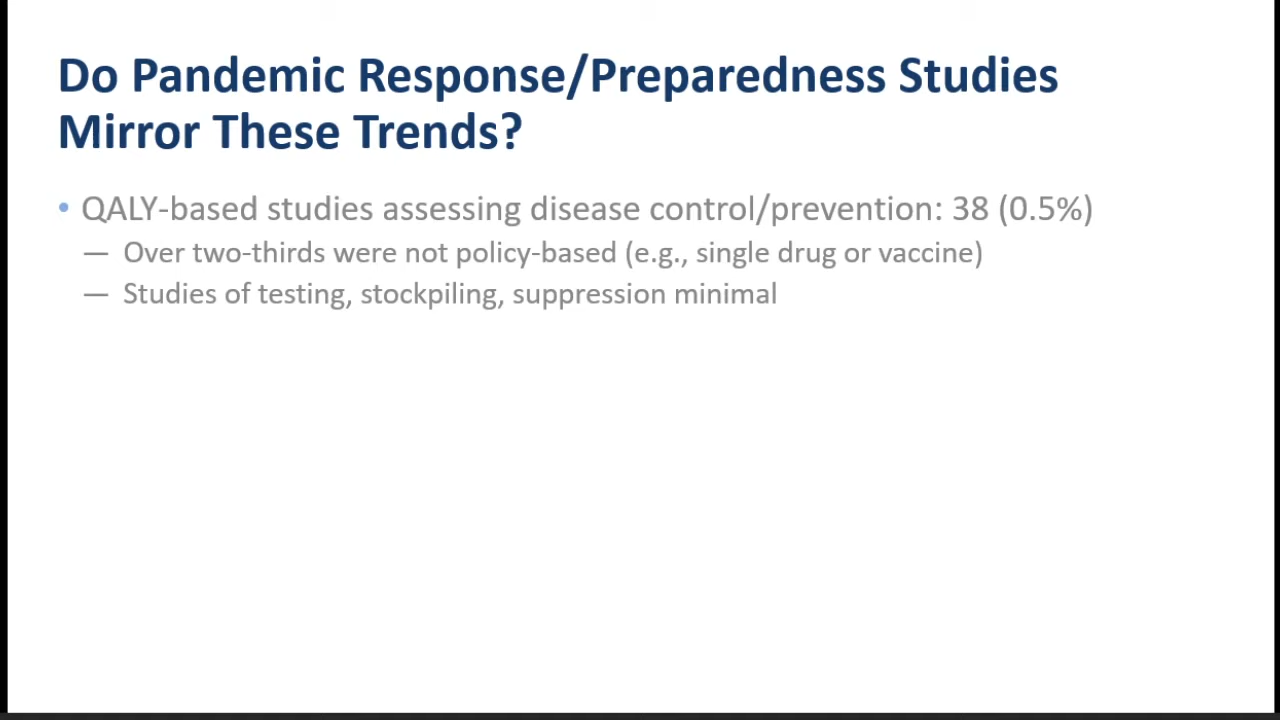 Do Pandemic Response/Preparedness Studies
Mirror These Trends?
• QALY-based studies assessing disease control/prevention: 38 (0.5%)
— Over two-thirds were not policy-based (e.g., single drug or vaccine)
— Studies of testing, stockpiling, suppression minimal